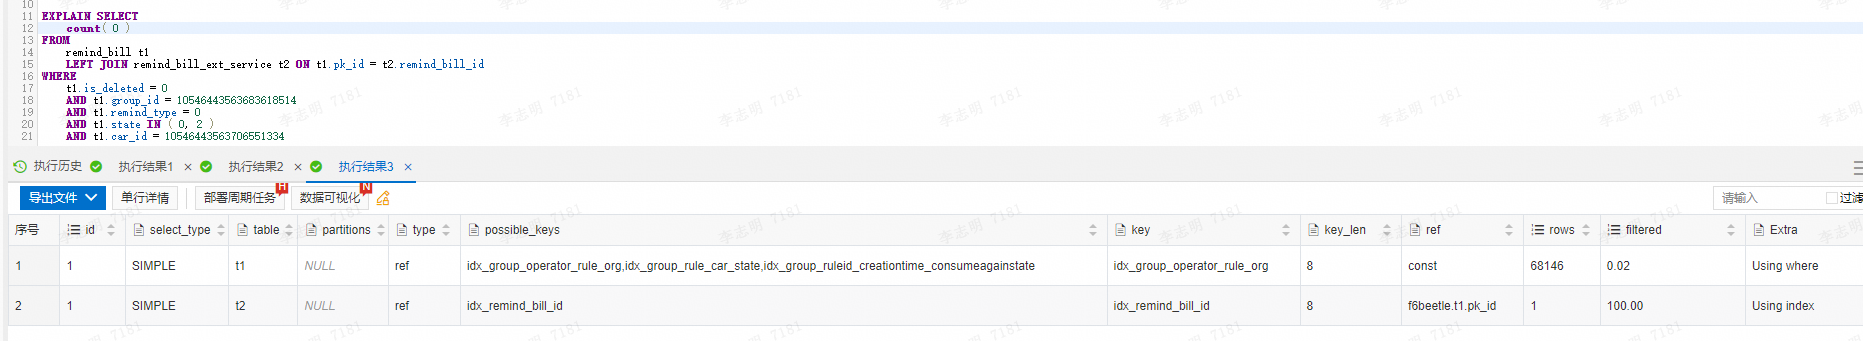 10
11 EXPLAIN SELECT
12 count( 0 )
13 FROM
14 remind_bill t1
15 LEFT JOIN remind_bill_ext_service t2 ON t1.pk_id = t2.remind_bill_id
16 WHERE
17 t1.is_deleted = 0
18 AND t1.group_id = 10546443563683618514
19 AND t1.remind_type = 0
20 AND t1.state IN ( 0, 2 )
21 AND t1.car_id = 10546443563706551334
执行历史 执行结果1 × 执行结果2 × 执行结果3 ×
导出文件 单行详情 部署周期任务 H 数据可视化 N 请输入 过滤
序号 id select_type table partitions type possible_keys key key_len ref rows filtered Extra
1 1 SIMPLE t1 NULL ref idx_group_operator_rule_org,idx_group_rule_car_state,idx_group_ruleid_creationtime_consumeagainstate idx_group_operator_rule_org 8 const 68146 0.02 Using where
2 1 SIMPLE t2 NULL ref idx_remind_bill_id idx_remind_bill_id 8 f6beetle.t1.pk_id 1 100.00 Using index
李志明 7181